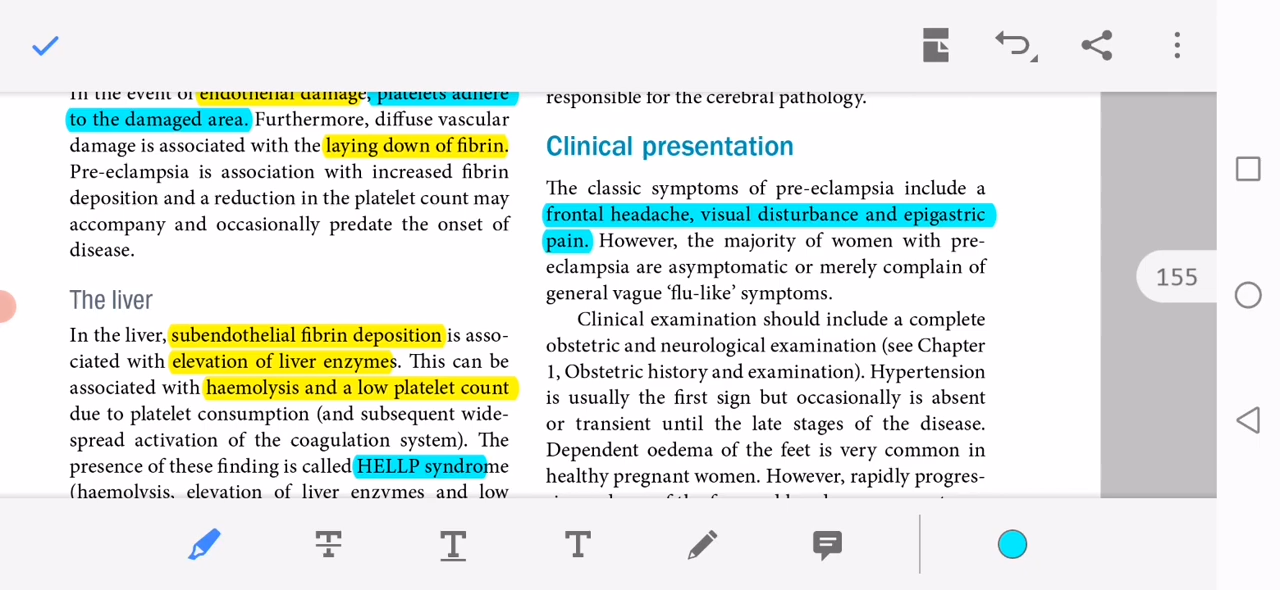 In the event of endothelial damage, platelets adhere
to the damaged area. Furthermore, diffuse vascular
damage is associated with the laying down of fibrin.
Pre-eclampsia is association with increased fibrin
deposition and a reduction in the platelet count may
accompany and occasionally predate the onset of
disease.
The liver
In the liver, subendothelial fibrin deposition is asso-
ciated with elevation of liver enzymes. This can be
associated with haemolysis and a low platelet count
due to platelet consumption (and subsequent wide-
spread activation of the coagulation system). The
presence of these finding is called HELLP syndrome
(haemolysis, elevation of liver enzymes and low
responsible for the cerebral pathology.
Clinical presentation
The classic symptoms of pre-eclampsia include a
frontal headache, visual disturbance and epigastric
pain. However, the majority of women with pre-
eclampsia are asymptomatic or merely complain of
general vague ‘flu-like’ symptoms.
Clinical examination should include a complete
obstetric and neurological examination (see Chapter
1, Obstetric history and examination). Hypertension
is usually the first sign but occasionally is absent
or transient until the late stages of the disease.
Dependent oedema of the feet is very common in
healthy pregnant women. However, rapidly progres-
155
T
T
T